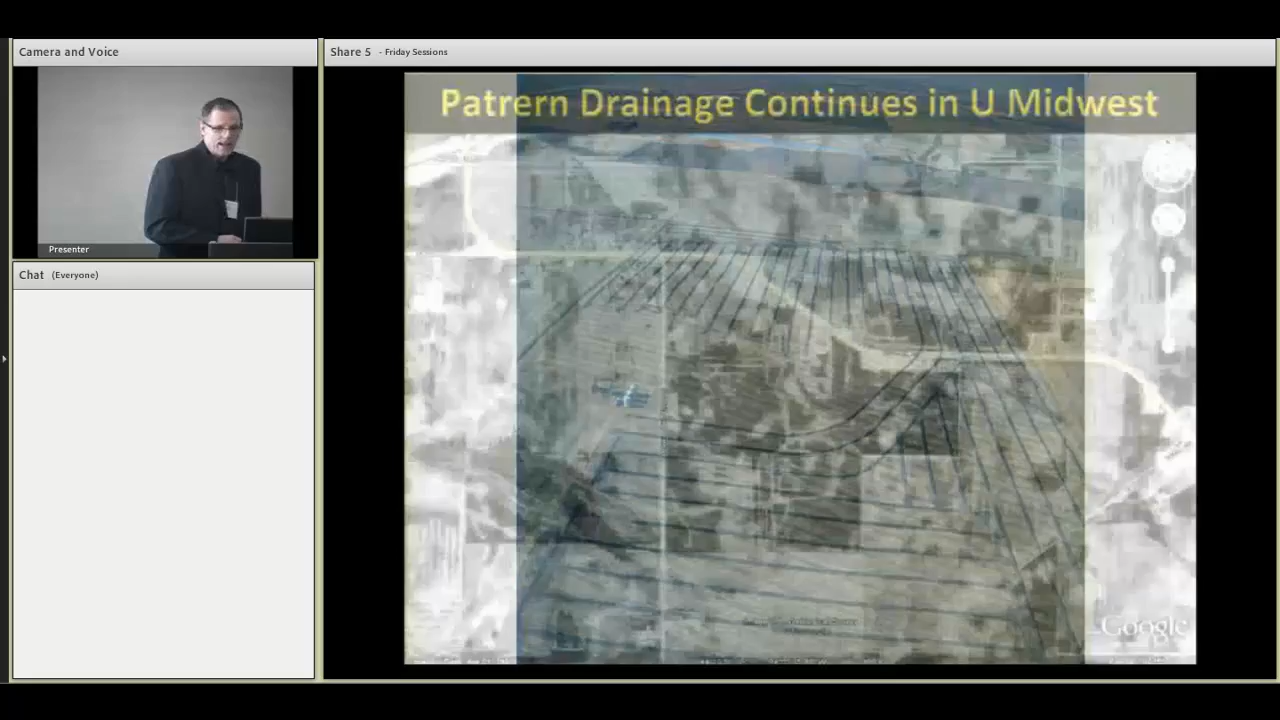 Camera and Voice
Share 5 - Friday Sessions
Patrern Drainage Continues in U Midwest
Presenter
Chat (Everyone)
Google